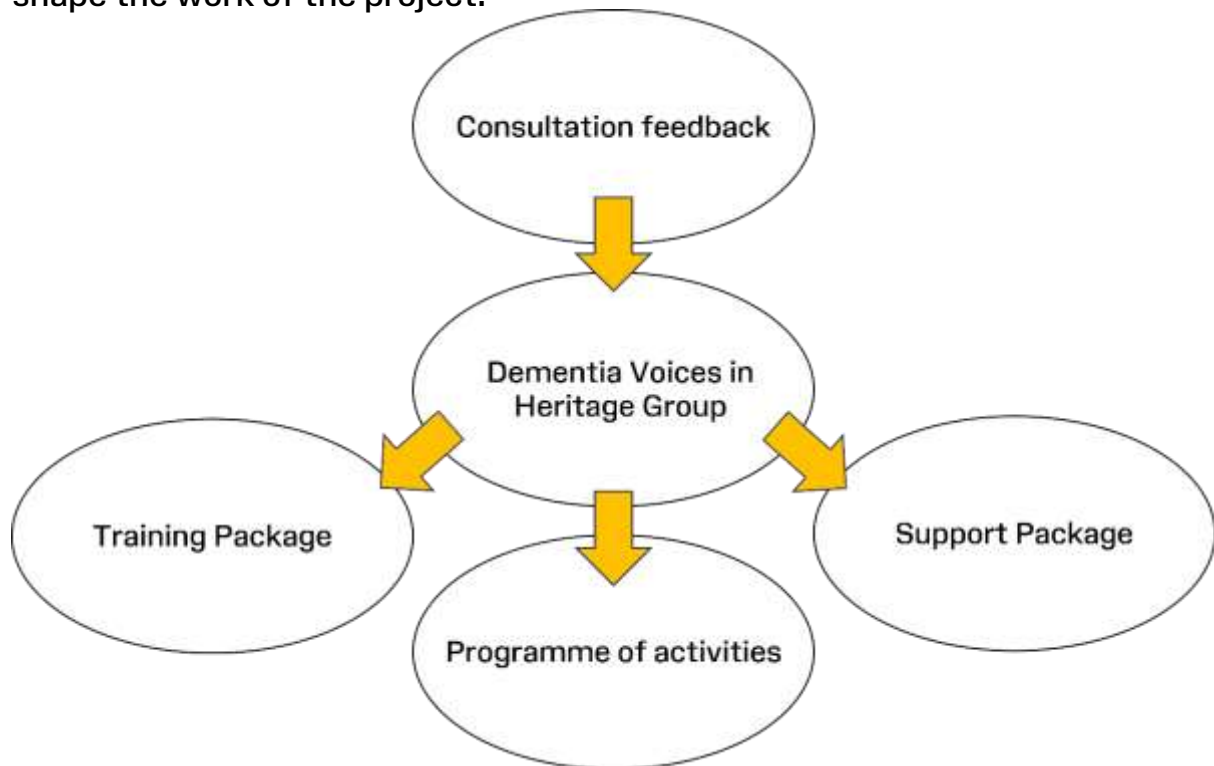 shape the work of the project.
Consultation feedback
Dementia Voices in
Heritage Group
Training Package
Support Package
Programme of activities